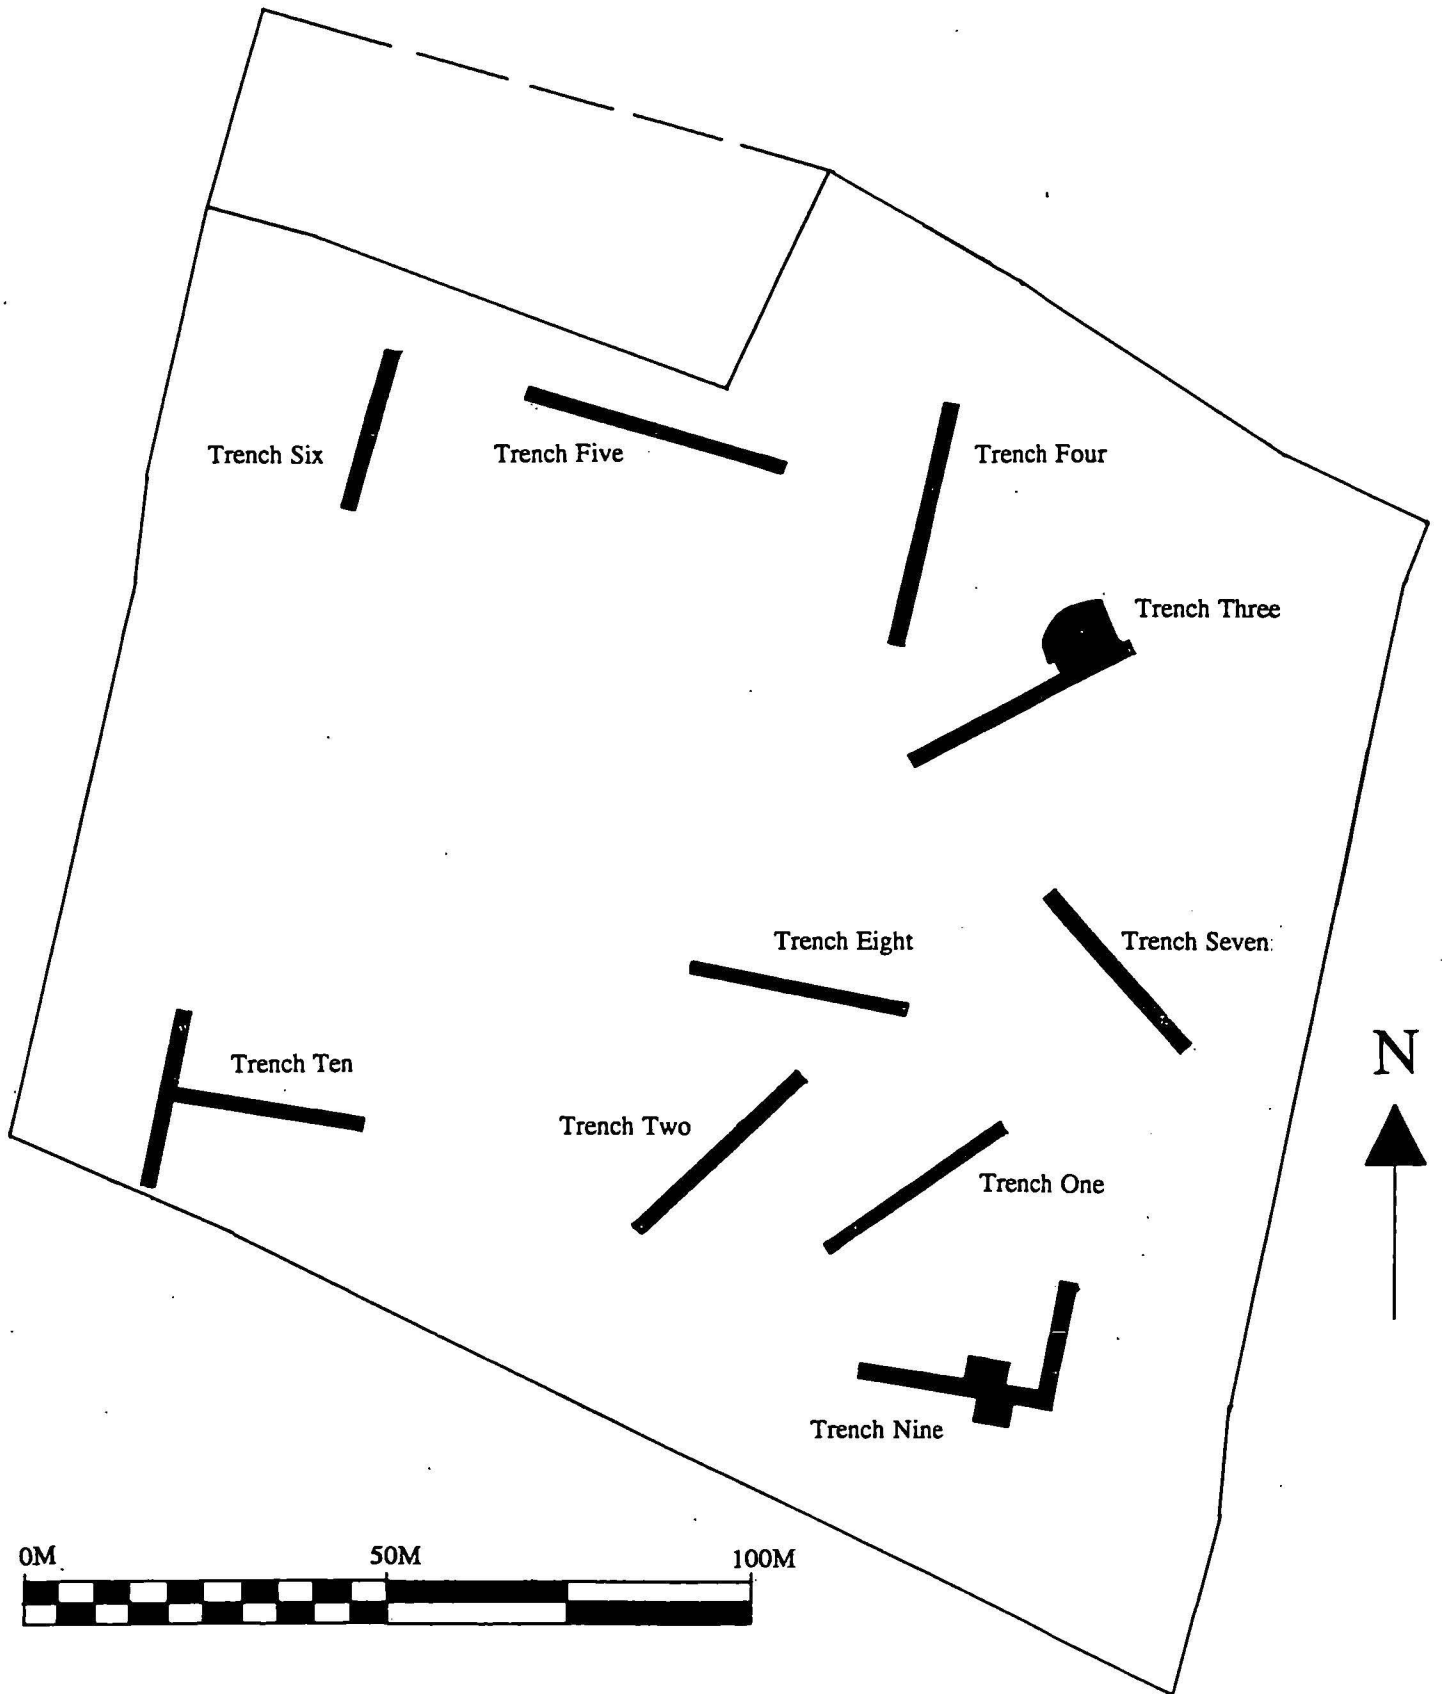 Trench Six
Trench Five
Trench Four
Trench Three
Trench Eight
Trench Seven
Trench Ten
Trench Two
Trench One
Trench Nine
N
0M 50M 100M